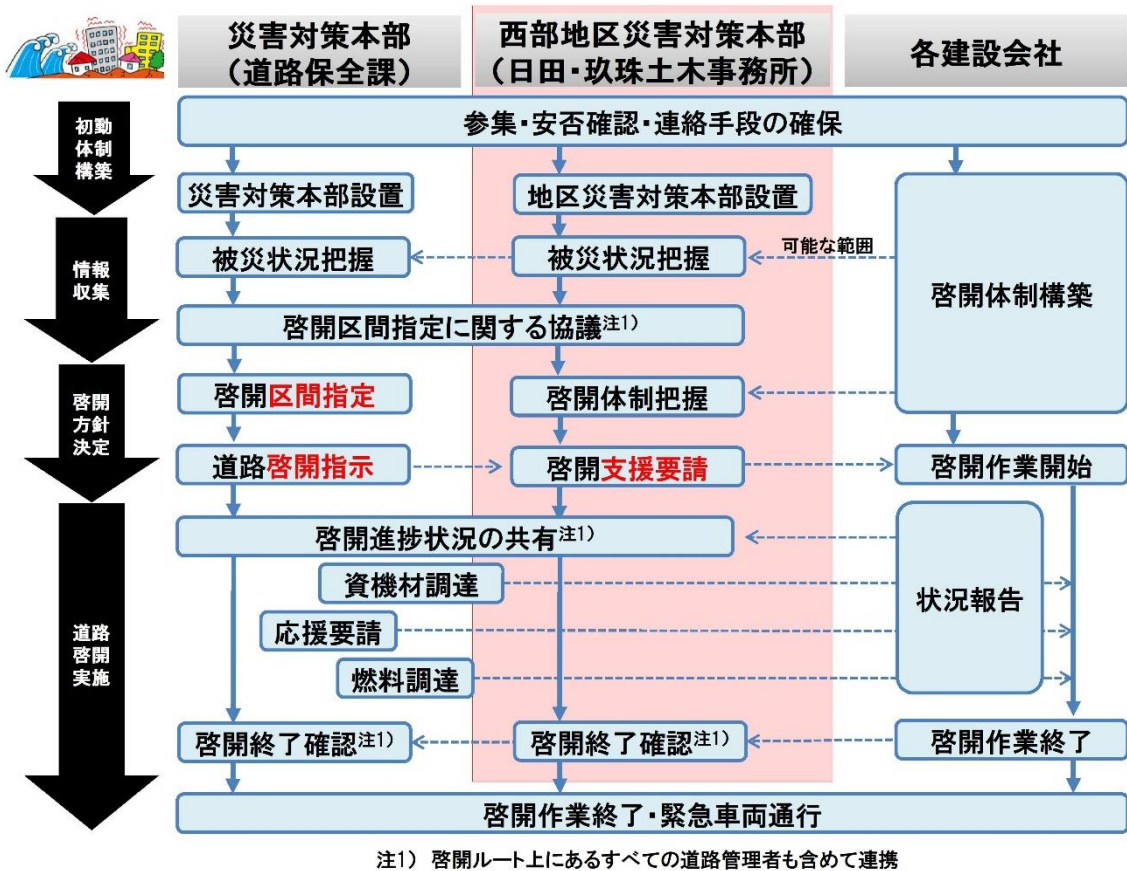 災害対策本部
(道路保全課)
西部地区災害対策本部
(日田・玖珠土木事務所)
各建設会社
初動
体制
構築
参集・安否確認・連絡手段の確保
災害対策本部設置
地区災害対策本部設置
情報
収集
被災状況把握
被災状況把握
可能な範囲
啓開体制構築
啓開区間指定に関する協議注1)
啓開
方針
決定
啓開区間指定
啓開体制把握
道路啓開指示
啓開支援要請
啓開作業開始
道路
啓開
実施
啓開進捗状況の共有注1)
状況報告
資機材調達
応援要請
燃料調達
啓開終了確認注1)
啓開終了確認注1)
啓開作業終了
啓開作業終了・緊急車両通行
注1) 啓開ルート上にあるすべての道路管理者も含めて連携